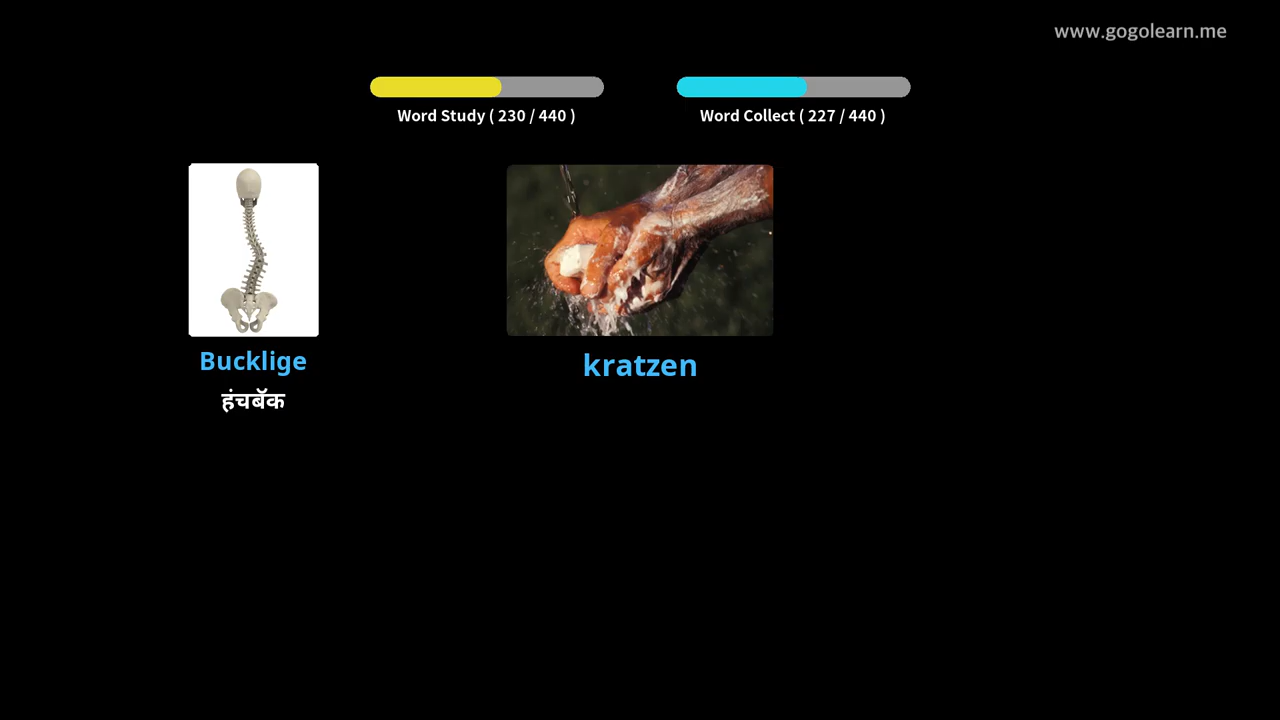 www.gogolearn.me
Word Study ( 230 / 440 )
Word Collect ( 227 / 440 )
Bucklige
हंचबॅक
kratzen